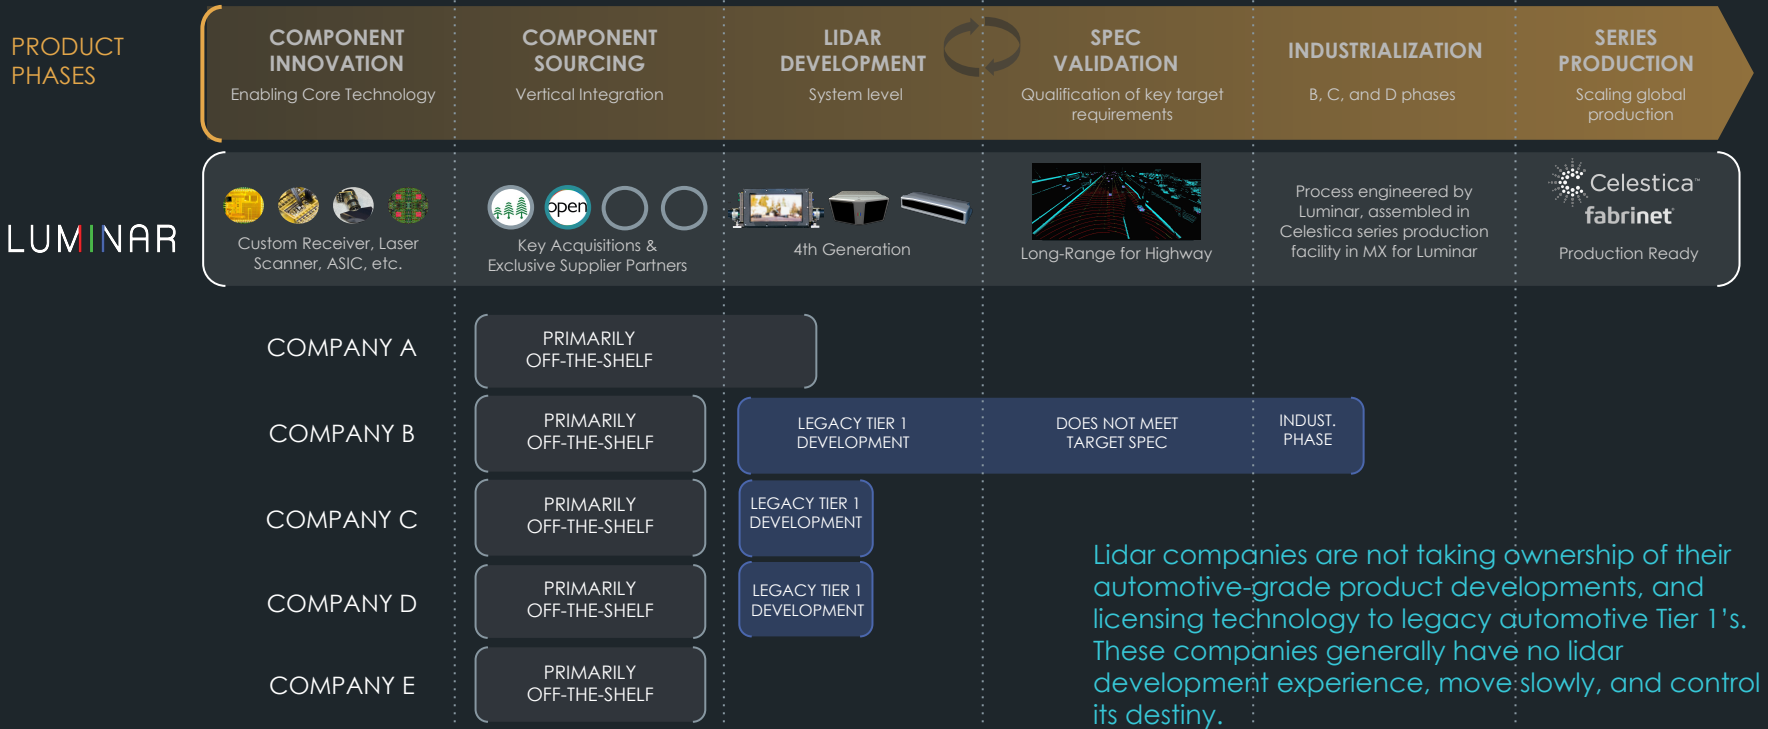 PRODUCT
PHASES
COMPONENT
INNOVATION
Enabling Core Technology
COMPONENT
SOURCING
Vertical Integration
LIDAR
DEVELOPMENT
System level
SPEC
VALIDATION
Qualification of key target
requirements
INDUSTRIALIZATION
B, C, and D phases
SERIES
PRODUCTION
Scaling global
production
LUMINAR
Custom Receiver, Laser
Scanner, ASIC, etc.
open
Key Acquisitions &
Exclusive Supplier Partners
4th Generation
Long-Range for Highway
Process engineered by
Luminar, assembled in
Celestica series production
facility in MX for Luminar
Celestica™
fabrinet
Production Ready
COMPANY A
PRIMARILY
OFF-THE-SHELF
COMPANY B
PRIMARILY
OFF-THE-SHELF
LEGACY TIER 1
DEVELOPMENT
DOES NOT MEET
TARGET SPEC
INDUST.
PHASE
COMPANY C
PRIMARILY
OFF-THE-SHELF
LEGACY TIER 1
DEVELOPMENT
COMPANY D
PRIMARILY
OFF-THE-SHELF
LEGACY TIER 1
DEVELOPMENT
COMPANY E
PRIMARILY
OFF-THE-SHELF
Lidar companies are not taking ownership of their
automotive-grade product developments, and
licensing technology to legacy automotive Tier 1's.
These companies generally have no lidar
development experience, move slowly, and control
its destiny.